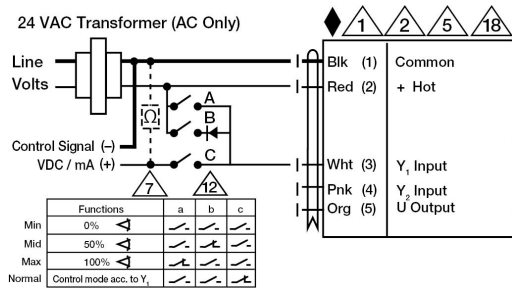 24 VAC Transformer (AC Only)
1 2 5 18
Line
Volts
Blk (1) Common
Red (2) + Hot
A
B
C
Ω
Control Signal (–)
VDC / mA (+)
Wht (3) Y1 Input
Pnk (4) Y2 Input
Org (5) U Output
7 12
Functions a b c
Min 0%
Mid 50%
Max 100%
Normal Control mode acc. to Y1